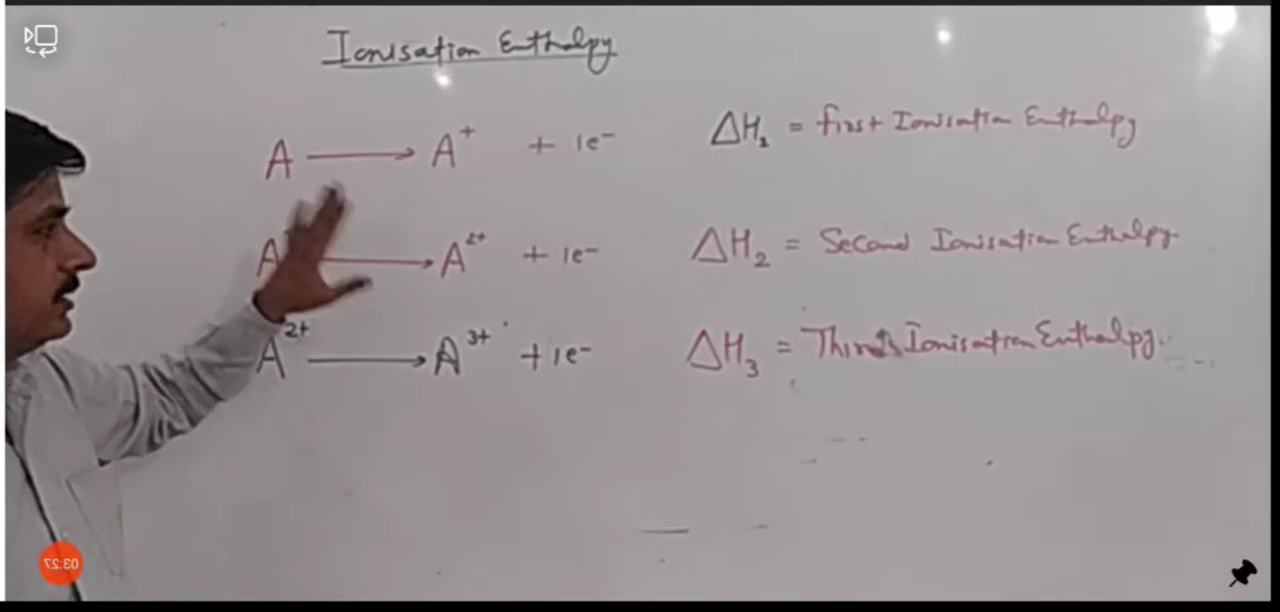 Ionisation Enthalpy
A ⟶ A⁺ + 1e⁻ ΔH₁ = first Ionisation Enthalpy
A ⟶ A²⁺ + 1e⁻ ΔH₂ = Second Ionisation Enthalpy
A²⁺ ⟶ A³⁺ + 1e⁻ ΔH₃ = Third Ionisation Enthalpy.
03:27